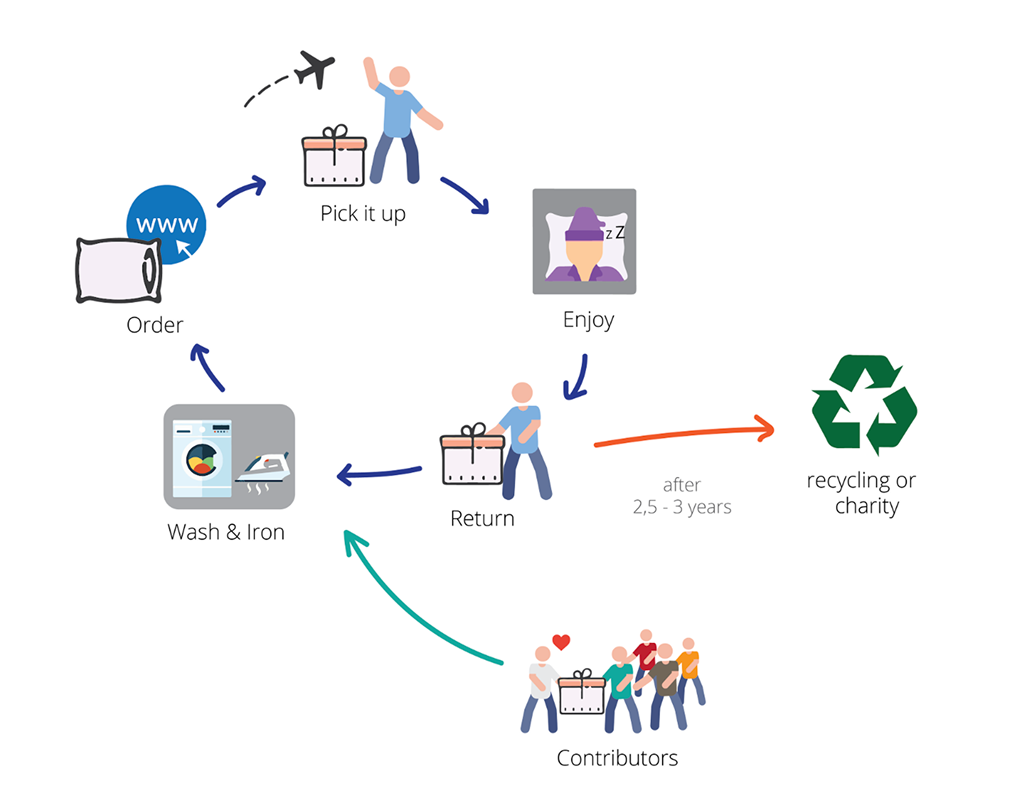 Pick it up
www
Order
z Z
Enjoy
Wash & Iron
Return
after
2,5 - 3 years
recycling or
charity
Contributors